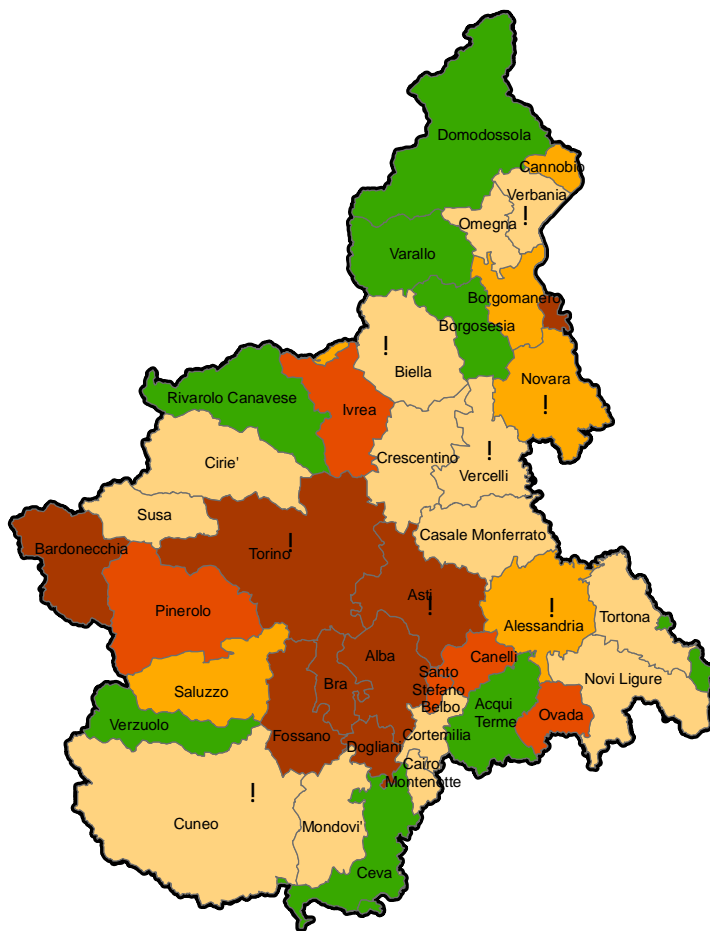 Domodossola
Cannobio
Verbania
!
Omegna
Varallo
Borgomanero
Borgosesia
!
Biella
Novara
!
Rivarolo Canavese
Ivrea
Cirie'
Crescentino
!
Vercelli
Susa
Casale Monferrato
Bardonecchia
!
Torino
Pinerolo
Asti
!
!
Alessandria
Tortona
Alba
Canelli
Santo
Stefano
Belbo
Bra
Saluzzo
Novi Ligure
Acqui
Terme
Ovada
Verzuolo
Fossano
Dogliani
Cortemilia
Cairo
Montenotte
!
Cuneo
Mondovi'
Ceva